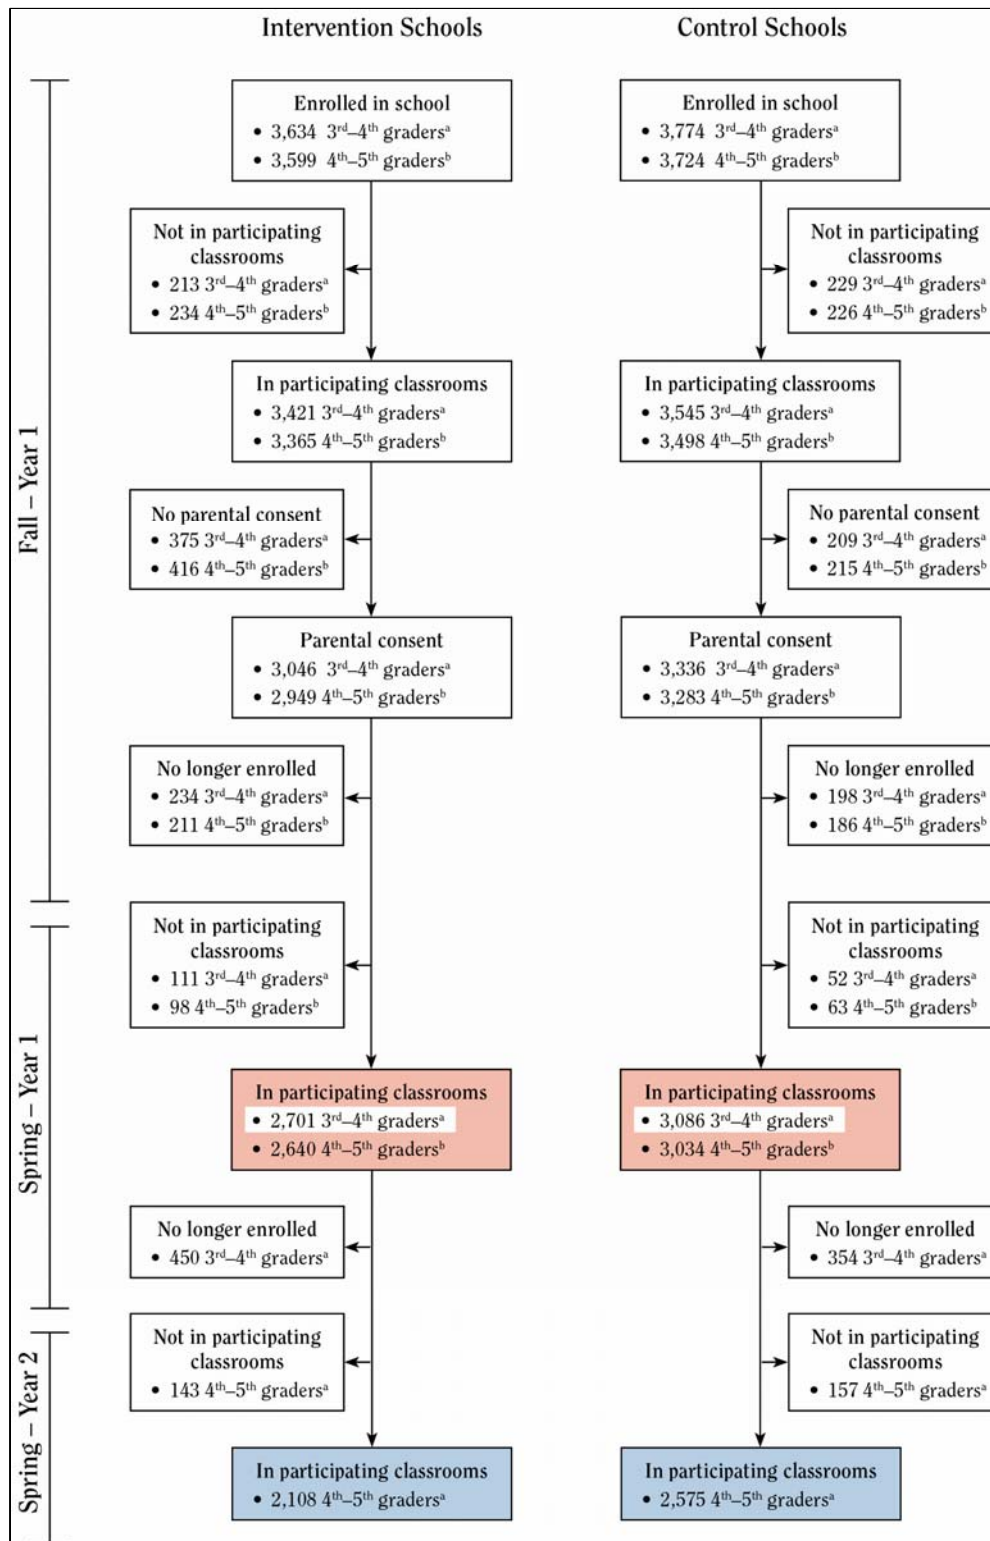 Intervention Schools
Control Schools
Fall – Year 1
Enrolled in school
• 3,634 3rd–4th gradersa
• 3,599 4th–5th gradersb
Enrolled in school
• 3,774 3rd–4th gradersa
• 3,724 4th–5th gradersb
Not in participating
classrooms
• 213 3rd–4th gradersa
• 234 4th–5th gradersb
Not in participating
classrooms
• 229 3rd–4th gradersa
• 226 4th–5th gradersb
In participating classrooms
• 3,421 3rd–4th gradersa
• 3,365 4th–5th gradersb
In participating classrooms
• 3,545 3rd–4th gradersa
• 3,498 4th–5th gradersb
No parental consent
• 375 3rd–4th gradersa
• 416 4th–5th gradersb
No parental consent
• 209 3rd–4th gradersa
• 215 4th–5th gradersb
Parental consent
• 3,046 3rd–4th gradersa
• 2,949 4th–5th gradersb
Parental consent
• 3,336 3rd–4th gradersa
• 3,283 4th–5th gradersb
No longer enrolled
• 234 3rd–4th gradersa
• 211 4th–5th gradersb
No longer enrolled
• 198 3rd–4th gradersa
• 186 4th–5th gradersb
Spring – Year 1
Not in participating
classrooms
• 111 3rd–4th gradersa
• 98 4th–5th gradersb
Not in participating
classrooms
• 52 3rd–4th gradersa
• 63 4th–5th gradersb
In participating classrooms
• 2,701 3rd–4th gradersa
• 2,640 4th–5th gradersb
In participating classrooms
• 3,086 3rd–4th gradersa
• 3,034 4th–5th gradersb
No longer enrolled
• 450 3rd–4th gradersa
No longer enrolled
• 354 3rd–4th gradersa
Spring – Year 2
Not in participating
classrooms
• 143 4th–5th gradersa
Not in participating
classrooms
• 157 4th–5th gradersa
In participating classrooms
• 2,108 4th–5th gradersa
In participating classrooms
• 2,575 4th–5th gradersa